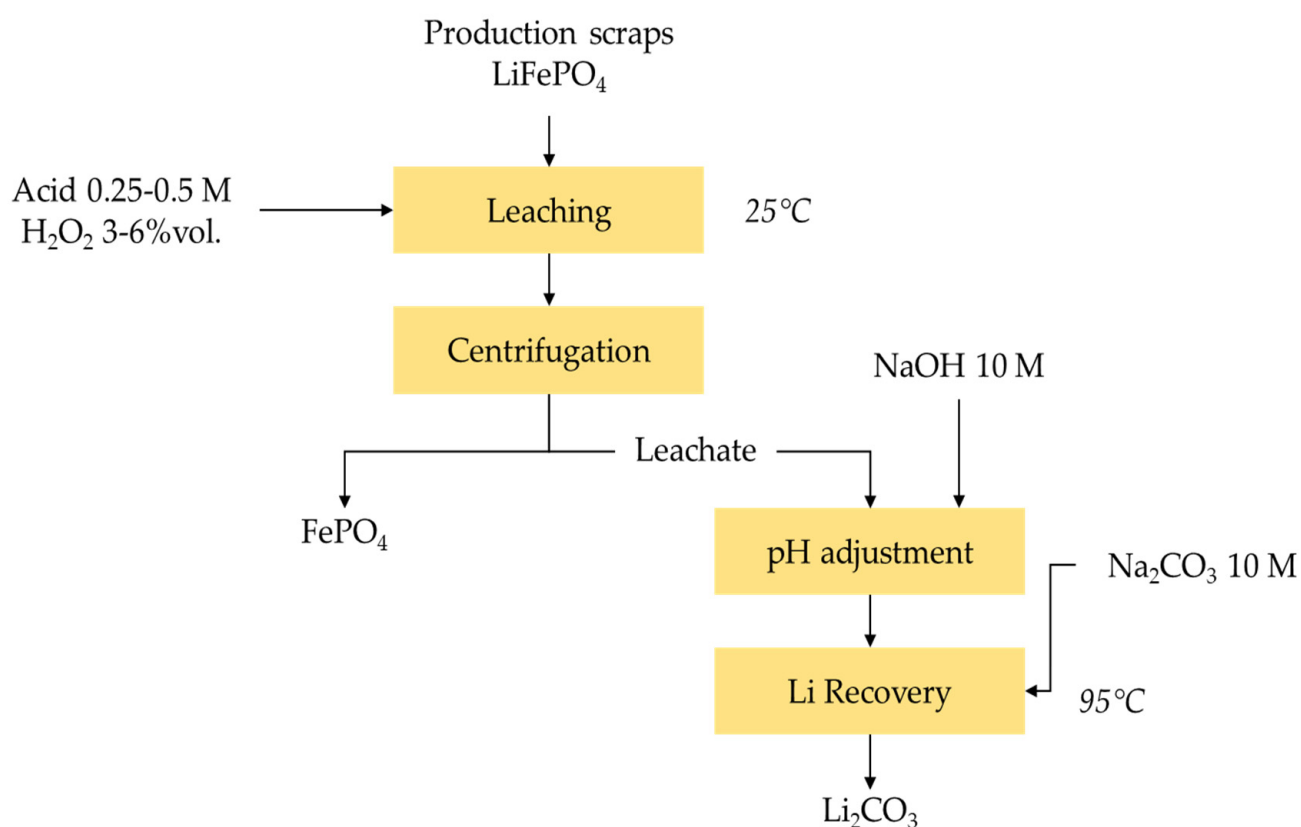 Production scraps
LiFePO₄
Acid 0.25-0.5 M
H₂O₂ 3-6%vol.
Leaching
25°C
Centrifugation
NaOH 10 M
Leachate
FePO₄
pH adjustment
Na₂CO₃ 10 M
Li Recovery
95°C
Li₂CO₃